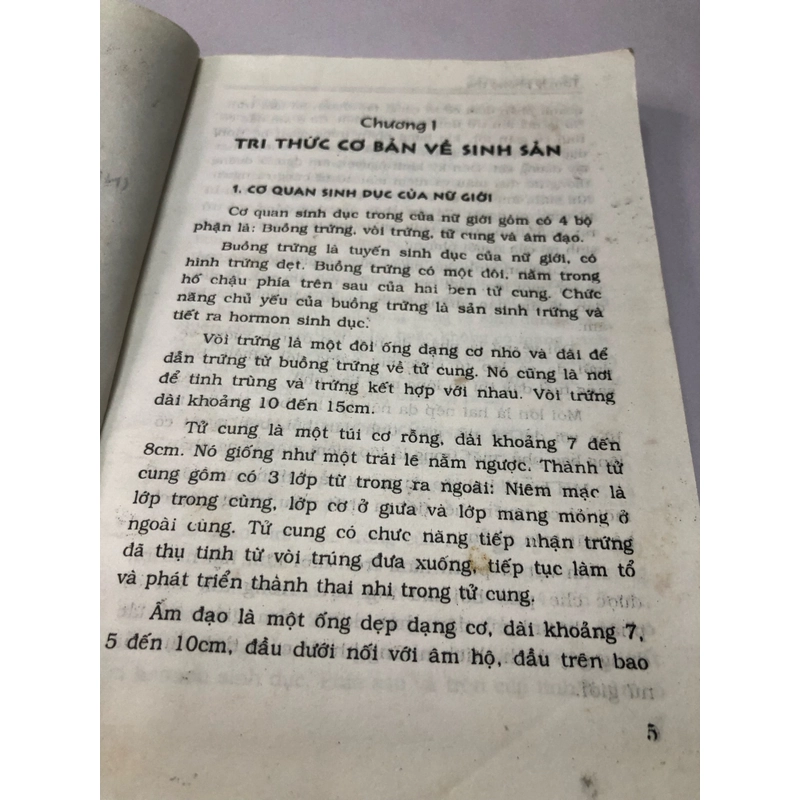 Chương 1
TRI THỨC CƠ BẢN VỀ SINH SẢN
1. CƠ QUAN SINH DỤC CỦA NỮ GIỚI
Cơ quan sinh dục trong của nữ giới gồm có 4 bộ
phận là: Buồng trứng, vòi trứng, tử cung và âm đạo.
Buồng trứng là tuyến sinh dục của nữ giới, có
hình trứng dẹt. Buồng trứng có một đôi, nằm trong
hố chậu phía trên sau của hai bên tử cung. Chức
năng chủ yếu của buồng trứng là sản sinh trứng và
tiết ra hormon sinh dục.
Vòi trứng là một đôi ống dạng cơ nhỏ và dài để
dẫn trứng từ buồng trứng về tử cung. Nó cũng là nơi
để tinh trùng và trứng kết hợp với nhau. Vòi trứng
dài khoảng 10 đến 15cm.
Tử cung là một túi cơ rỗng, dài khoảng 7 đến
8cm. Nó giống như một trái lê nằm ngược. Thành tử
cung gồm có 3 lớp từ trong ra ngoài: Niêm mạc là
lớp trong cùng, lớp cơ ở giữa và lớp màng mỏng ở
ngoài cùng. Tử cung có chức năng tiếp nhận trứng
đã thụ tinh từ vòi trúng đưa xuống, tiếp tục làm tổ
và phát triển thành thai nhi trong tử cung.
Âm đạo là một ống dẹp dạng cơ, dài khoảng 7,
5 đến 10cm, đầu dưới nối với âm hộ, đầu trên bao
5